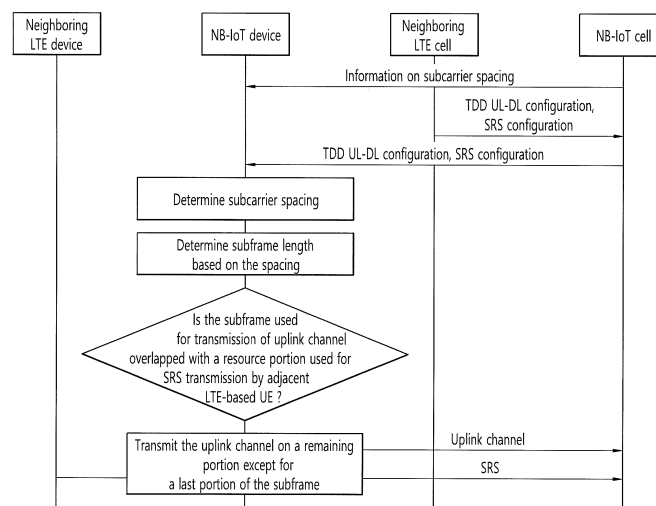 Neighboring
LTE device
NB-IoT device
Neighboring
LTE cell
NB-IoT cell
Information on subcarrier spacing
TDD UL-DL configuration,
SRS configuration
TDD UL-DL configuration, SRS configuration
Determine subcarrier spacing
Determine subframe length
based on the spacing
Is the subframe used
for transmission of uplink channel
overlapped with a resource portion used for
SRS transmission by adjacent
LTE-based UE ?
Transmit the uplink channel on a remaining
portion except for
a last portion of the subframe
Uplink channel
SRS